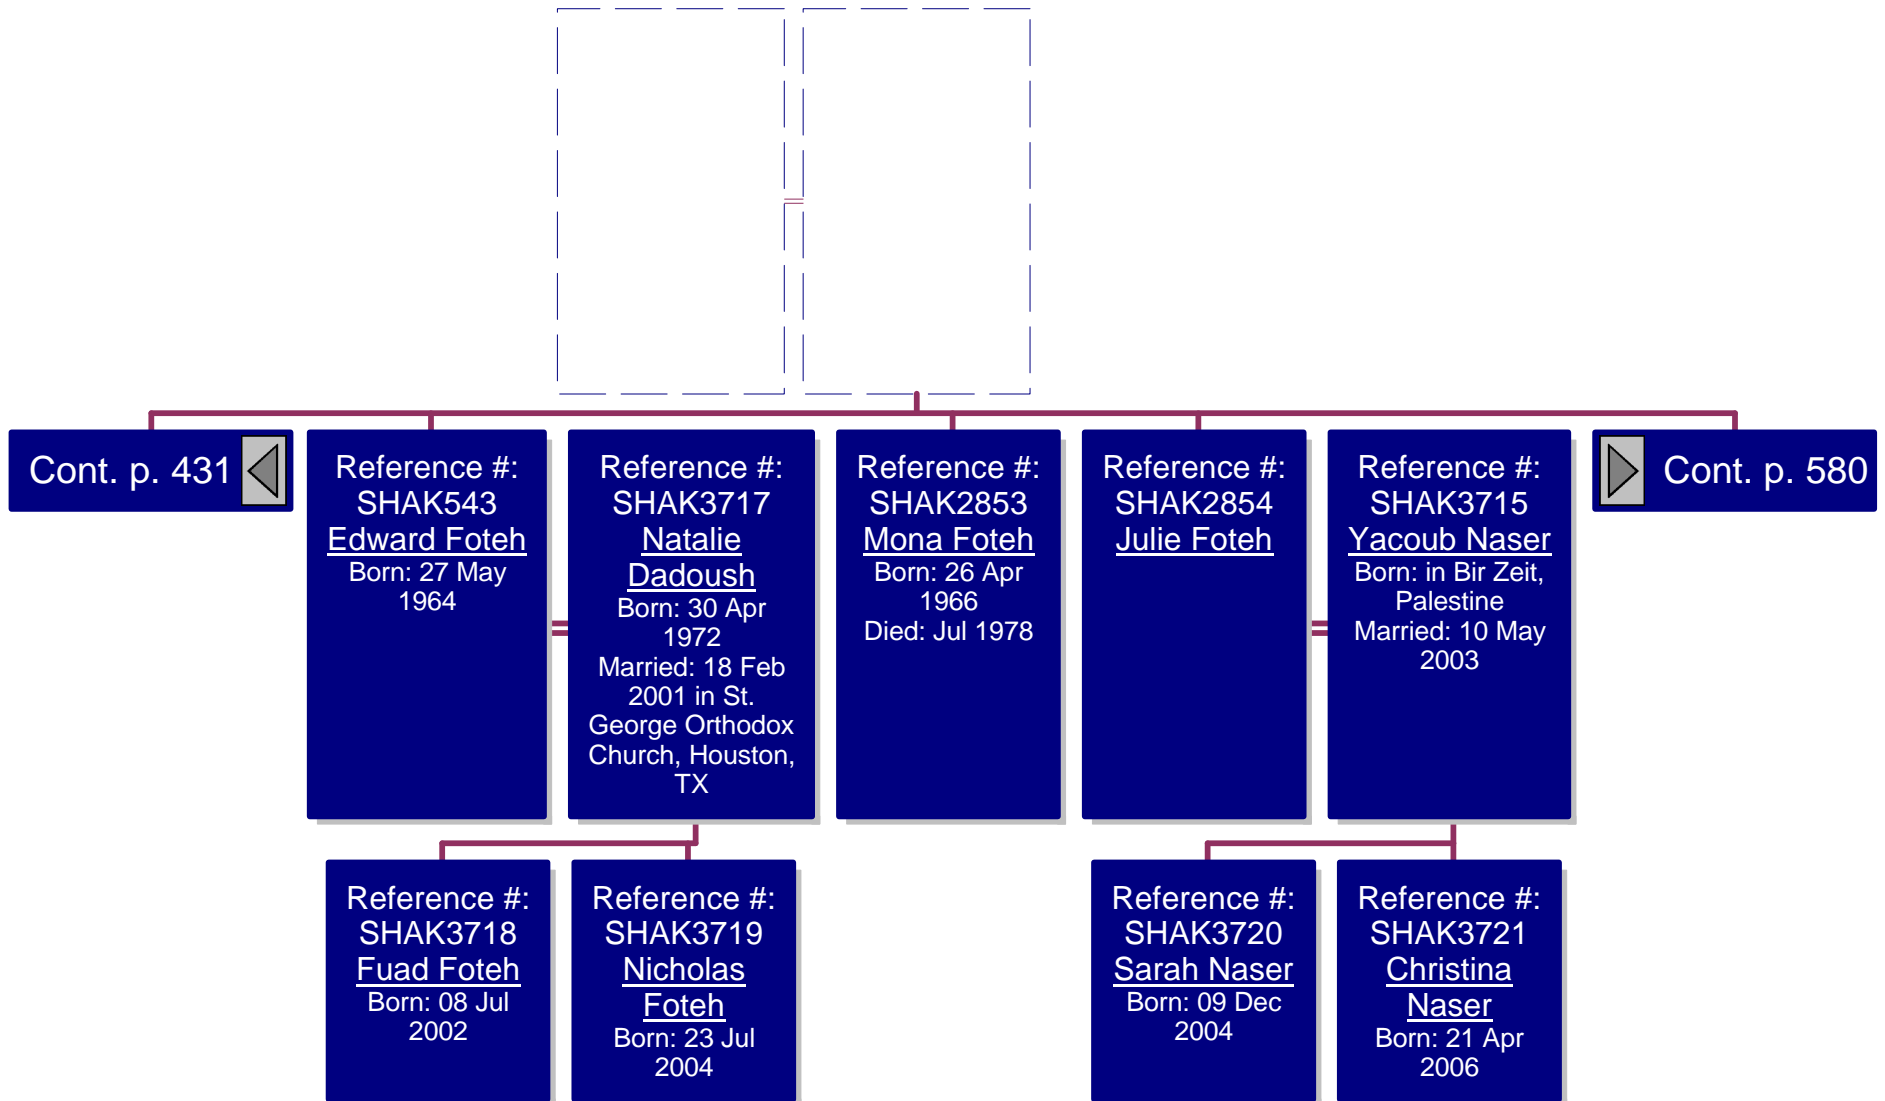 Cont. p. 431
Reference #:
SHAK543
Edward Foteh
Born: 27 May
1964
Reference #:
SHAK3717
Natalie
Dadoush
Born: 30 Apr
1972
Married: 18 Feb
2001 in St.
George Orthodox
Church, Houston,
TX
Reference #:
SHAK2853
Mona Foteh
Born: 26 Apr
1966
Died: Jul 1978
Reference #:
SHAK2854
Julie Foteh
Reference #:
SHAK3715
Yacoub Naser
Born: in Bir Zeit,
Palestine
Married: 10 May
2003
Cont. p. 580
Reference #:
SHAK3718
Fuad Foteh
Born: 08 Jul
2002
Reference #:
SHAK3719
Nicholas
Foteh
Born: 23 Jul
2004
Reference #:
SHAK3720
Sarah Naser
Born: 09 Dec
2004
Reference #:
SHAK3721
Christina
Naser
Born: 21 Apr
2006